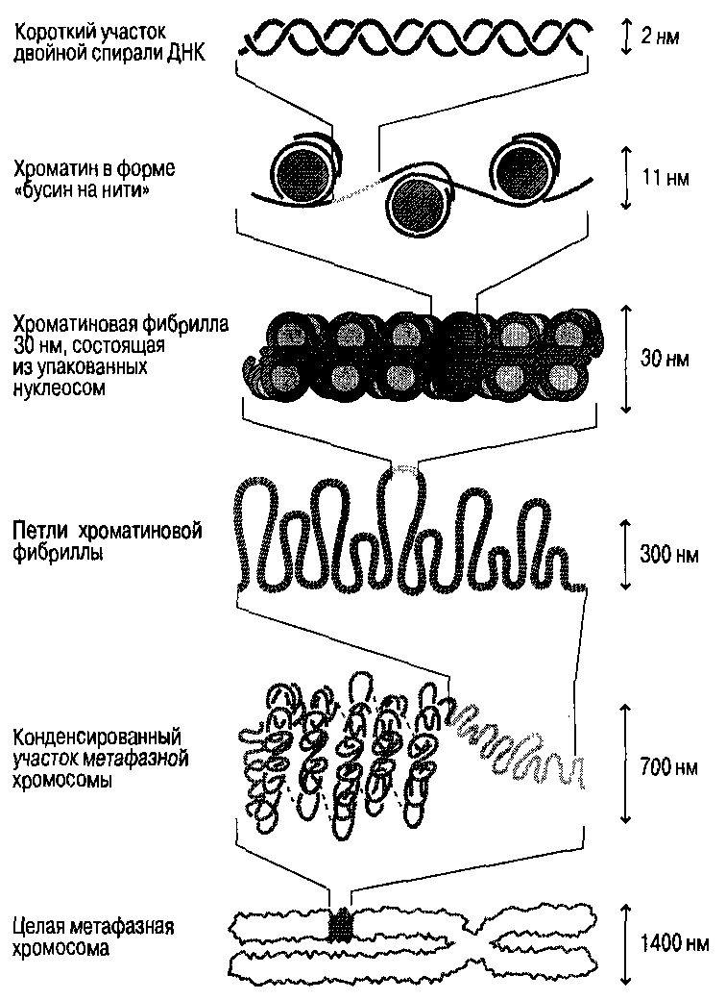 Короткий участок
двойной спирали ДНК
2 нм
Хроматин в форме
«бусин на нити»
11 нм
Хроматиновая фибрилла
30 нм, состоящая
из упакованных
нуклеосом
30 нм
Петли хроматиновой
фибриллы
300 нм
Конденсированный
участок метафазной
хромосомы
700 нм
Целая метафазная
хромосома
1400 нм